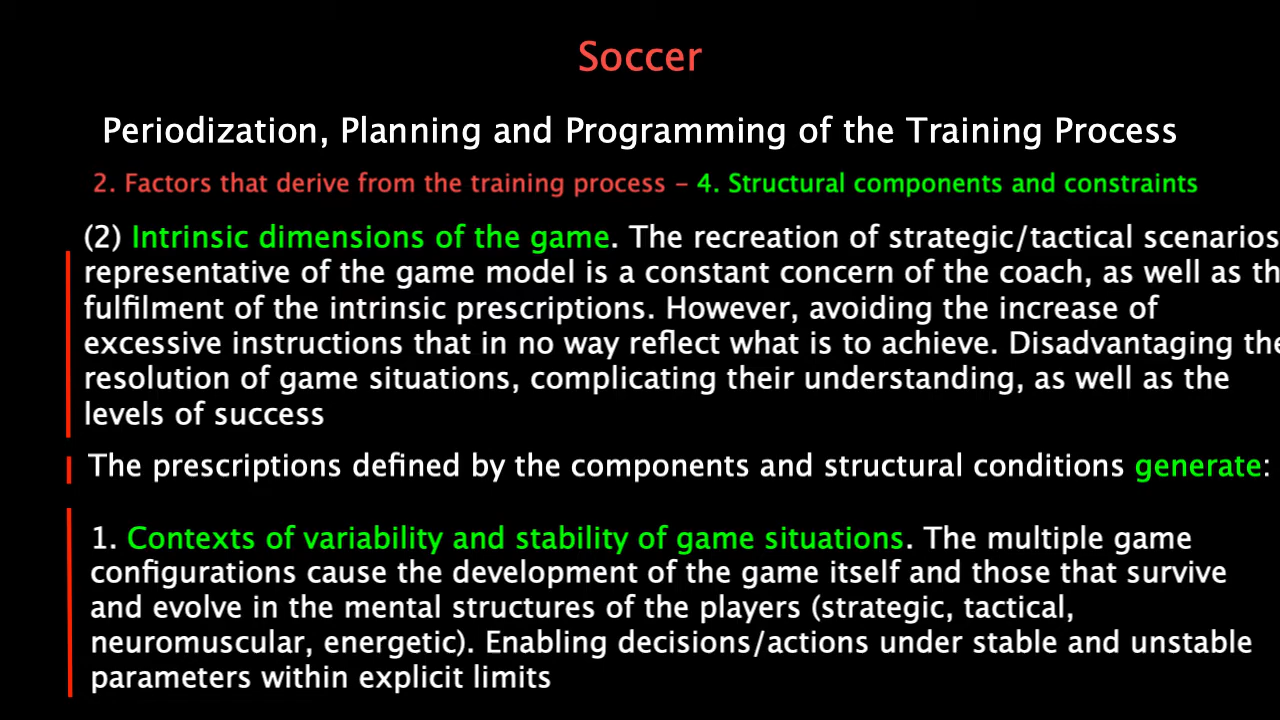 Soccer
Periodization, Planning and Programming of the Training Process
2. Factors that derive from the training process – 4. Structural components and constraints
(2) Intrinsic dimensions of the game. The recreation of strategic/tactical scenarios
representative of the game model is a constant concern of the coach, as well as th
fulfilment of the intrinsic prescriptions. However, avoiding the increase of
excessive instructions that in no way reflect what is to achieve. Disadvantaging the
resolution of game situations, complicating their understanding, as well as the
levels of success
The prescriptions defined by the components and structural conditions generate:
1. Contexts of variability and stability of game situations. The multiple game
configurations cause the development of the game itself and those that survive
and evolve in the mental structures of the players (strategic, tactical,
neuromuscular, energetic). Enabling decisions/actions under stable and unstable
parameters within explicit limits